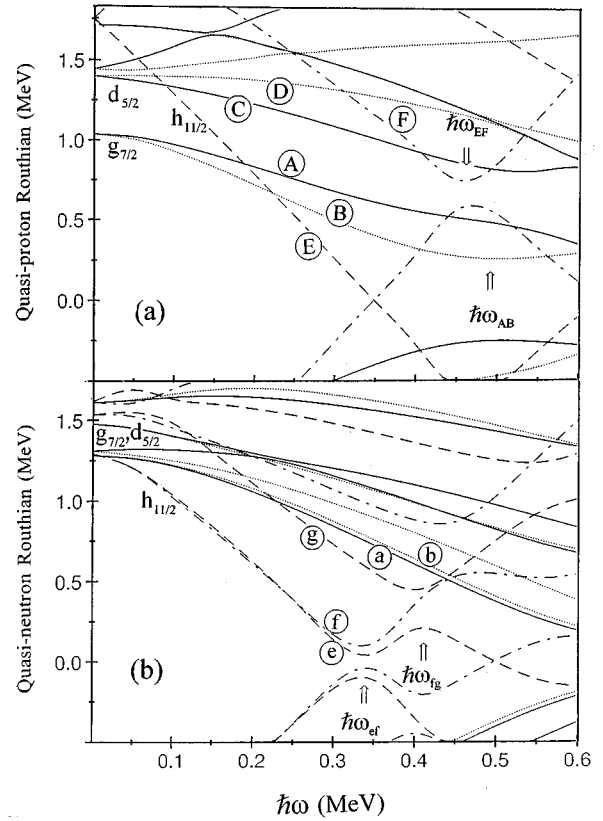 Quasi-proton Routhian (MeV)
1.5
1.0
0.5
0.0
d5/2
h11/2
g7/2
C
D
F
ħωEF
⇓
A
B
E
⇑
ħωAB
(a)
Quasi-neutron Routhian (MeV)
1.5
1.0
0.5
0.0
g7/2,d5/2
h11/2
g
a
b
f
e
⇑
ħωfg
⇑
ħωef
(b)
0.1 0.2 0.3 0.4 0.5 0.6
ħω (MeV)